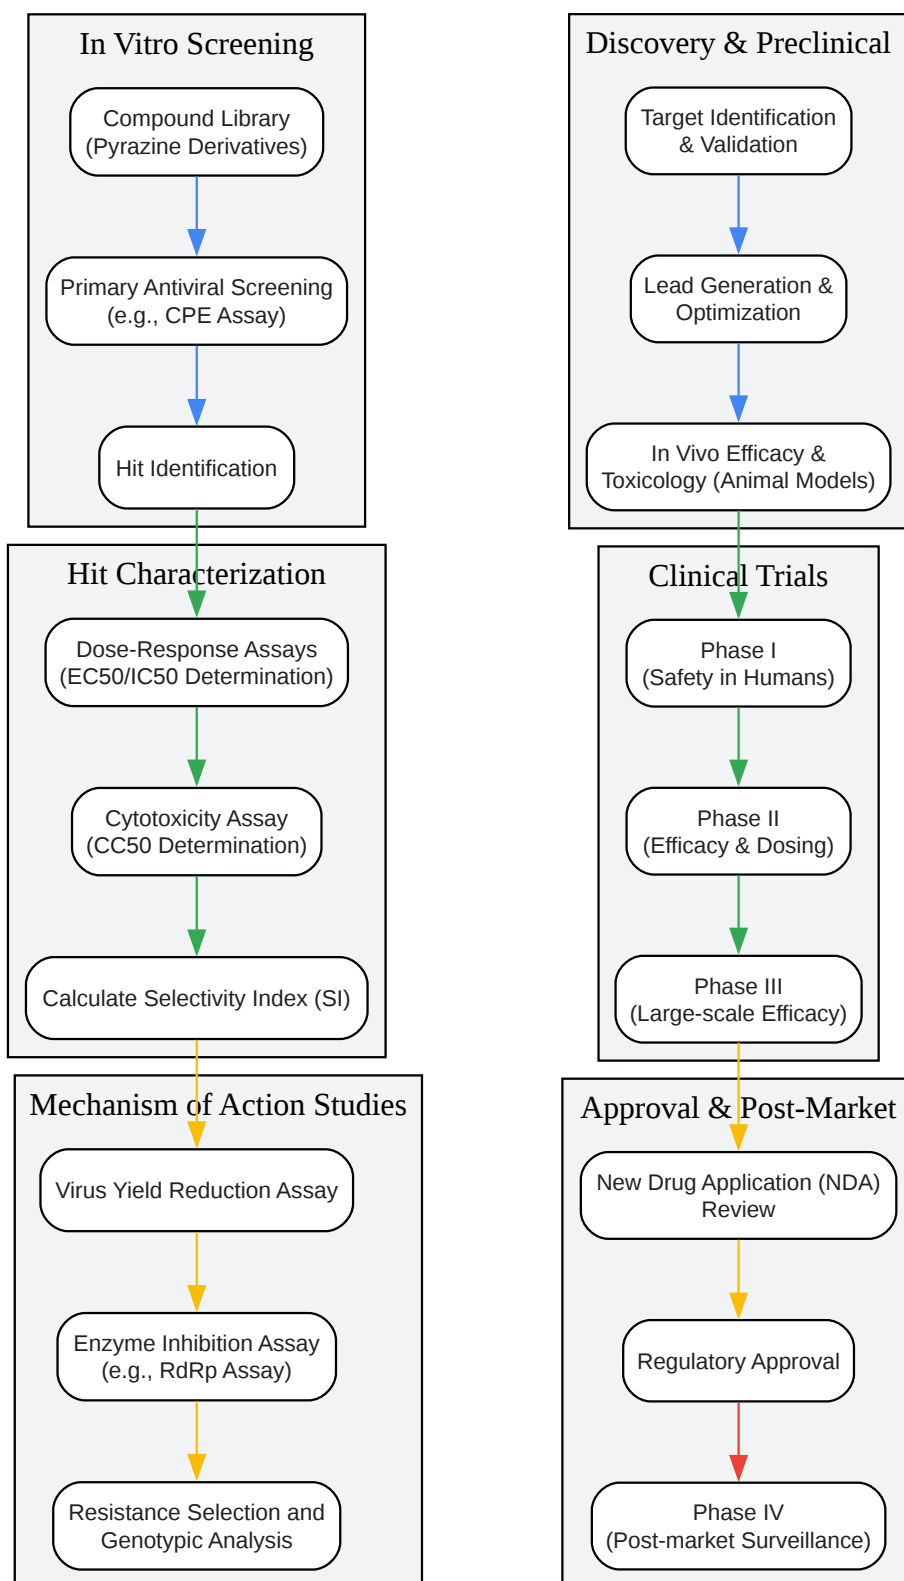 In Vitro Screening
Compound Library
(Pyrazine Derivatives)
Primary Antiviral Screening
(e.g., CPE Assay)
Hit Identification
Hit Characterization
Dose-Response Assays
(EC50/IC50 Determination)
Cytotoxicity Assay
(CC50 Determination)
Calculate Selectivity Index (SI)
Mechanism of Action Studies
Virus Yield Reduction Assay
Enzyme Inhibition Assay
(e.g., RdRp Assay)
Resistance Selection and
Genotypic Analysis
Discovery & Preclinical
Target Identification
& Validation
Lead Generation &
Optimization
In Vivo Efficacy &
Toxicology (Animal Models)
Clinical Trials
Phase I
(Safety in Humans)
Phase II
(Efficacy & Dosing)
Phase III
(Large-scale Efficacy)
Approval & Post-Market
New Drug Application (NDA)
Review
Regulatory Approval
Phase IV
(Post-market Surveillance)